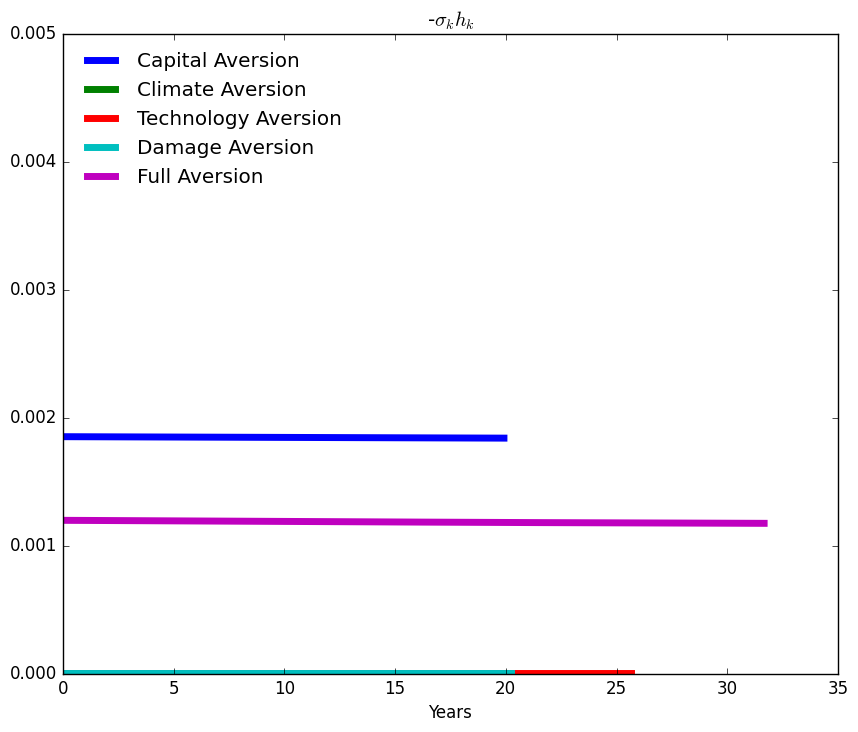 -σₖhₖ
0.005
Capital Aversion
Climate Aversion
Technology Aversion
Damage Aversion
Full Aversion
0.004
0.003
0.002
0.001
0.000
0 5 10 15 20 25 30 35
Years